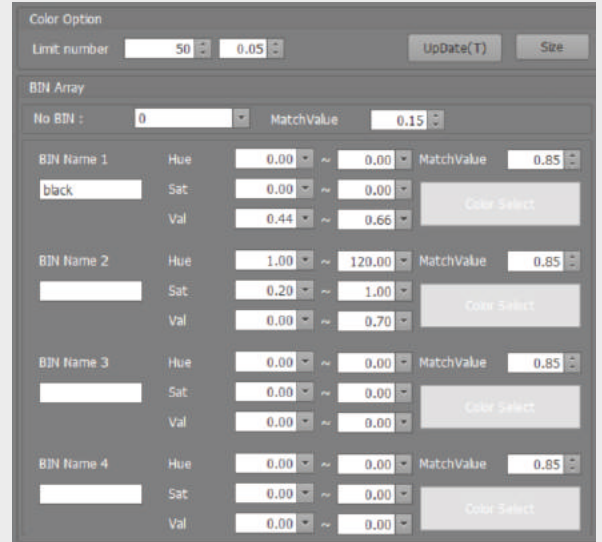 Color Option
Limit number 50 0.05 UpDate(T) Size
BIN Array
No BIN : 0 MatchValue 0.15
BIN Name 1 Hue 0.00 ~ 0.00 MatchValue 0.85
black Sat 0.00 ~ 0.00 Color Select
Val 0.44 ~ 0.66
BIN Name 2 Hue 1.00 ~ 120.00 MatchValue 0.85
Sat 0.20 ~ 1.00 Color Select
Val 0.00 ~ 0.70
BIN Name 3 Hue 0.00 ~ 0.00 MatchValue 0.85
Sat 0.00 ~ 0.00 Color Select
Val 0.00 ~ 0.00
BIN Name 4 Hue 0.00 ~ 0.00 MatchValue 0.85
Sat 0.00 ~ 0.00 Color Select
Val 0.00 ~ 0.00